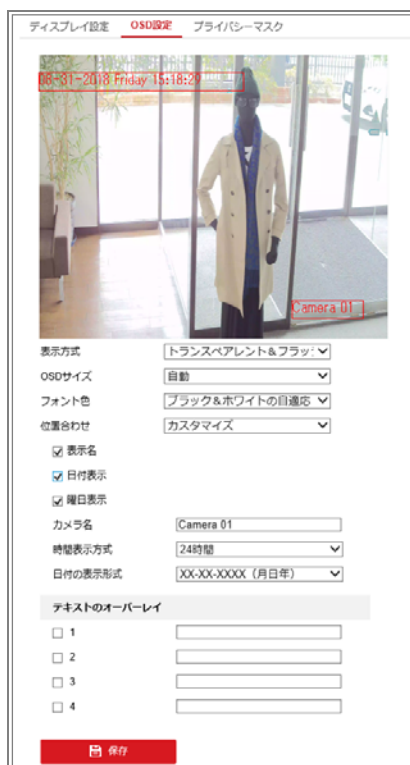 ディスプレイ設定 OSD設定 プライバシーマスク
08-31-2018 Friday 15:18:29
Camera 01
表示方式 トランスペアレント&フラッ
OSDサイズ 自動
フォント色 ブラック&ホワイトの自適応
位置合わせ カスタマイズ
表示名
日付表示
曜日表示
カメラ名 Camera 01
時間表示方式 24時間
日付の表示形式 XX-XX-XXXX（月日年）
テキストのオーバーレイ
1
2
3
4
保存